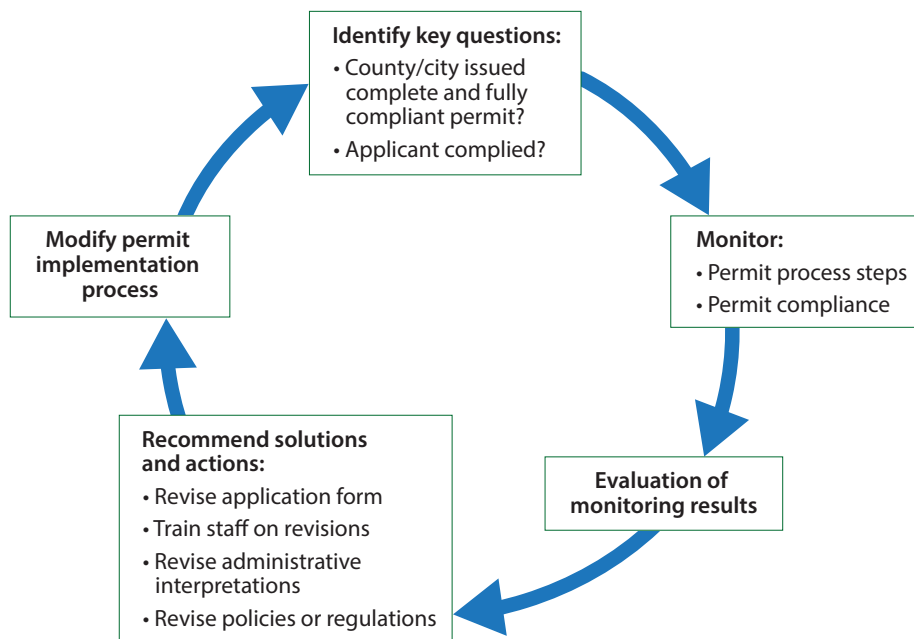 Identify key questions:
• County/city issued
complete and fully
compliant permit?
• Applicant complied?
Monitor:
• Permit process steps
• Permit compliance
Evaluation of
monitoring results
Recommend solutions
and actions:
• Revise application form
• Train staff on revisions
• Revise administrative
interpretations
• Revise policies or regulations
Modify permit
implementation
process